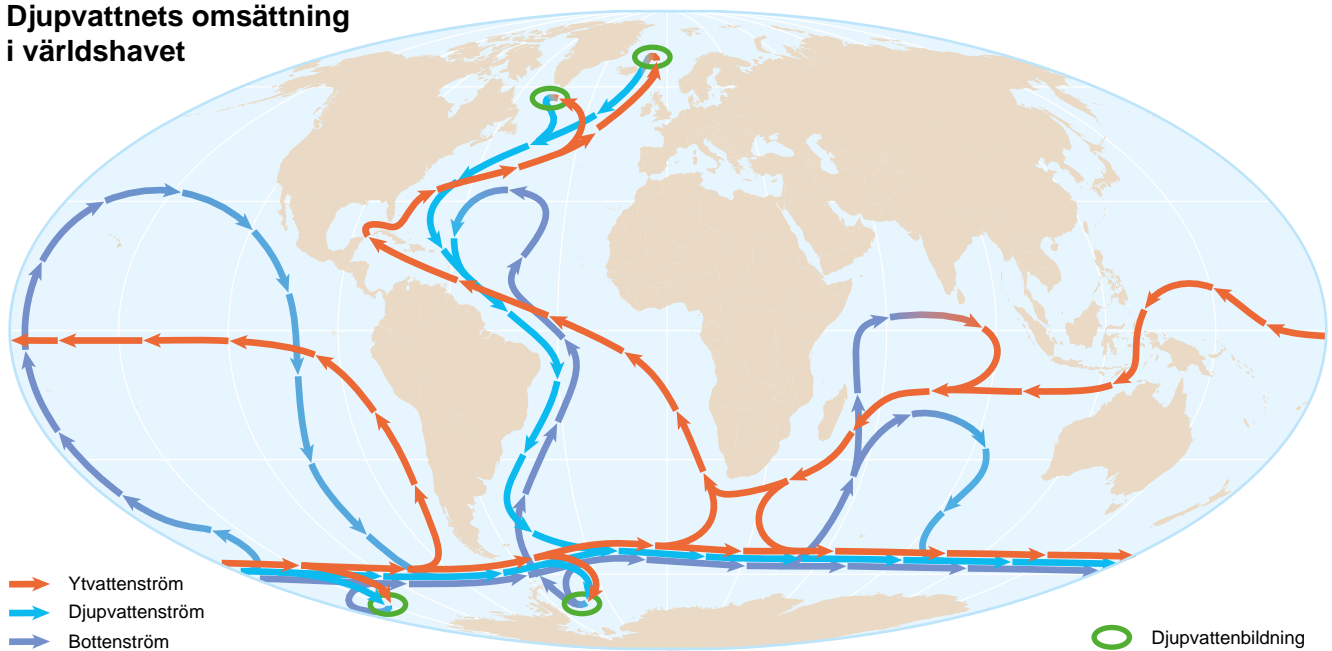 Djupvattnets omsättning
i världshavet
Ytvattenström
Djupvattenström
Bottenström
Djupvattenbildning